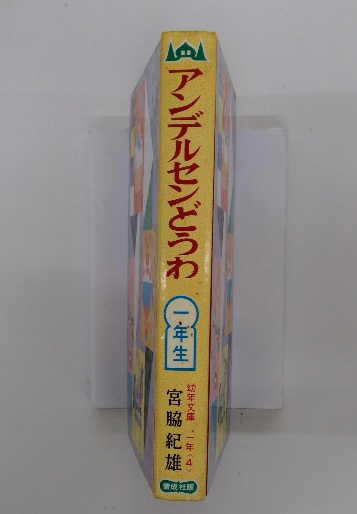 アンデルセンどうわ
一年生
幼年文庫 一年〈4〉
宮脇紀雄
偕成社版